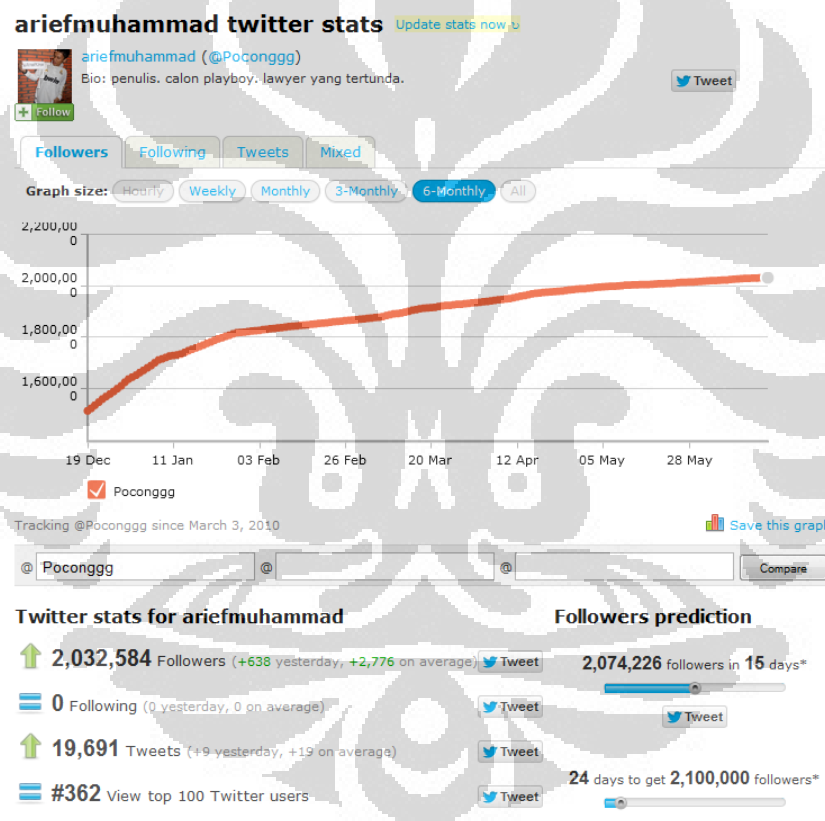 ariefmuhammad twitter stats Update stats now
ariefmuhammad (@Poconggg)
Bio: penulis. calon playboy. lawyer yang tertunda.
Tweet
+ Follow
Followers Following Tweets Mixed
Graph size: Hourly Weekly Monthly 3-Monthly 6-Monthly All
2,200,00
0
2,000,00
0
1,800,00
0
1,600,00
0
19 Dec 11 Jan 03 Feb 26 Feb 20 Mar 12 Apr 05 May 28 May
Poconggg
Tracking @Poconggg since March 3, 2010
Save this grap
@ Poconggg @ @ Compare
Twitter stats for ariefmuhammad
2,032,584 Followers (+638 yesterday, +2,776 on average) Tweet
0 Following (0 yesterday, 0 on average) Tweet
19,691 Tweets (+9 yesterday, +19 on average) Tweet
#362 View top 100 Twitter users Tweet
Followers prediction
2,074,226 followers in 15 days*
Tweet
24 days to get 2,100,000 followers*